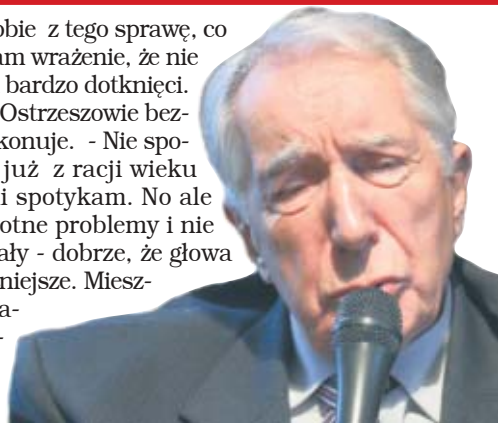 obie z tego sprawę, co
am wrażenie, że nie
bardzo dotknięci.
Ostrzeszowie bez-
konuje. - Nie spo-
już z racji wieku
i spotykam. No ale
otne problemy i nie
ały - dobrze, że głowa
niejsze. Miesz-
a-
-